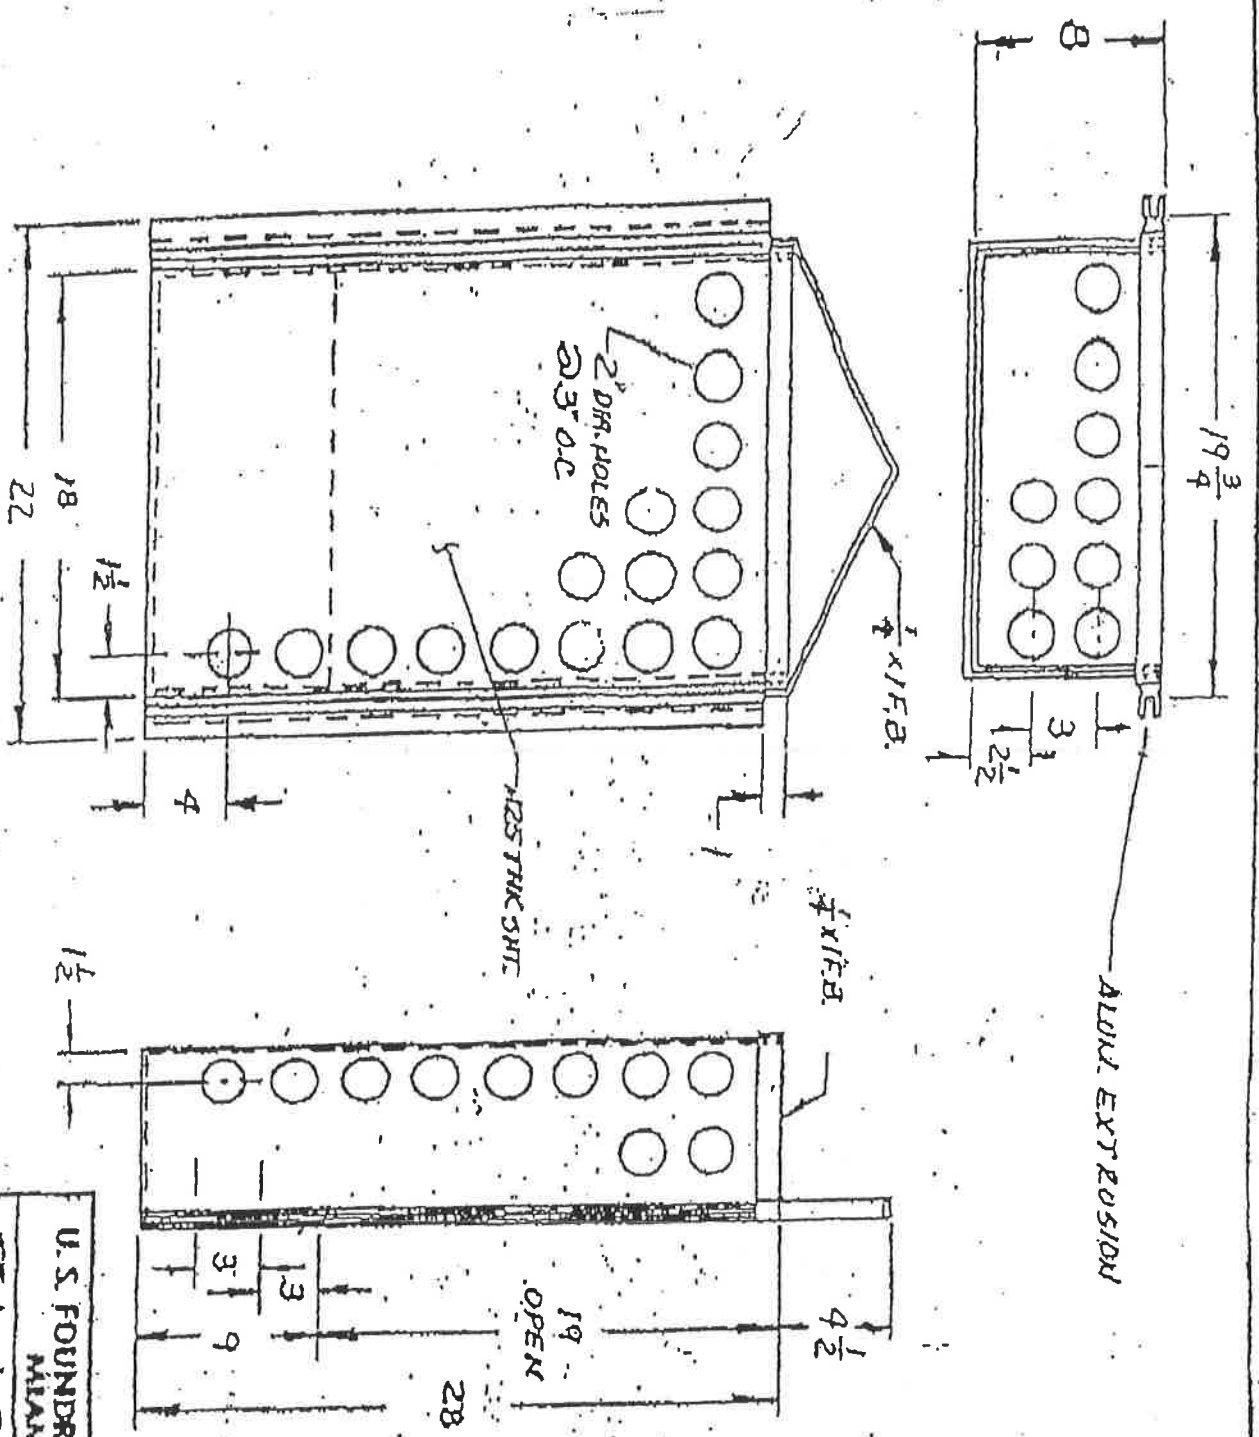 8
19 3/4
3
2 1/2
ALUM. EXTRUSION
1/4 X 1 F.B.
2" DIA. HOLES
@ 3" O.C
1
.125 THK SHT.
4
1 1/2
18
22
1/4 X 1 F.B.
1 1/2
4 1/2
19
OPEN
3
3
9
28
U.S. FOUNDR
MIAM